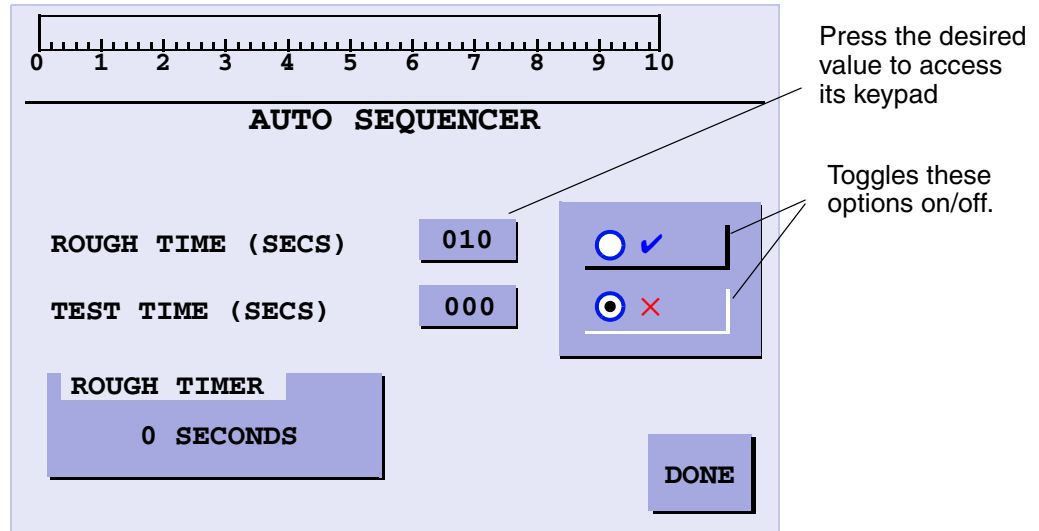 0 1 2 3 4 5 6 7 8 9 10
AUTO SEQUENCER
Press the desired
value to access
its keypad
Toggles these
options on/off.
ROUGH TIME (SECS) 010 ✔
TEST TIME (SECS) 000 ✕
ROUGH TIMER
0 SECONDS
DONE